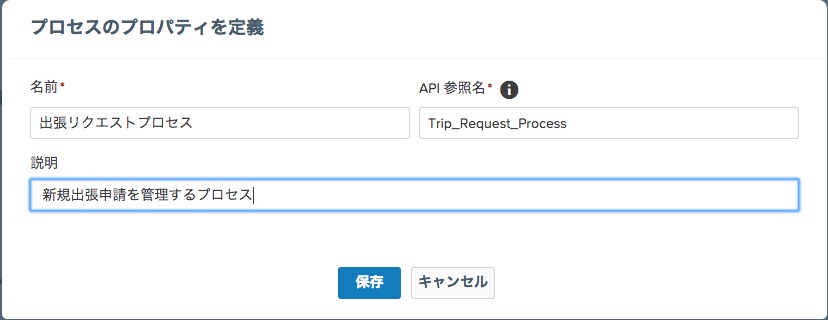 プロセスのプロパティを定義
名前*
API 参照名* i
出張リクエストプロセス
Trip_Request_Process
説明
新規出張申請を管理するプロセス
保存
キャンセル